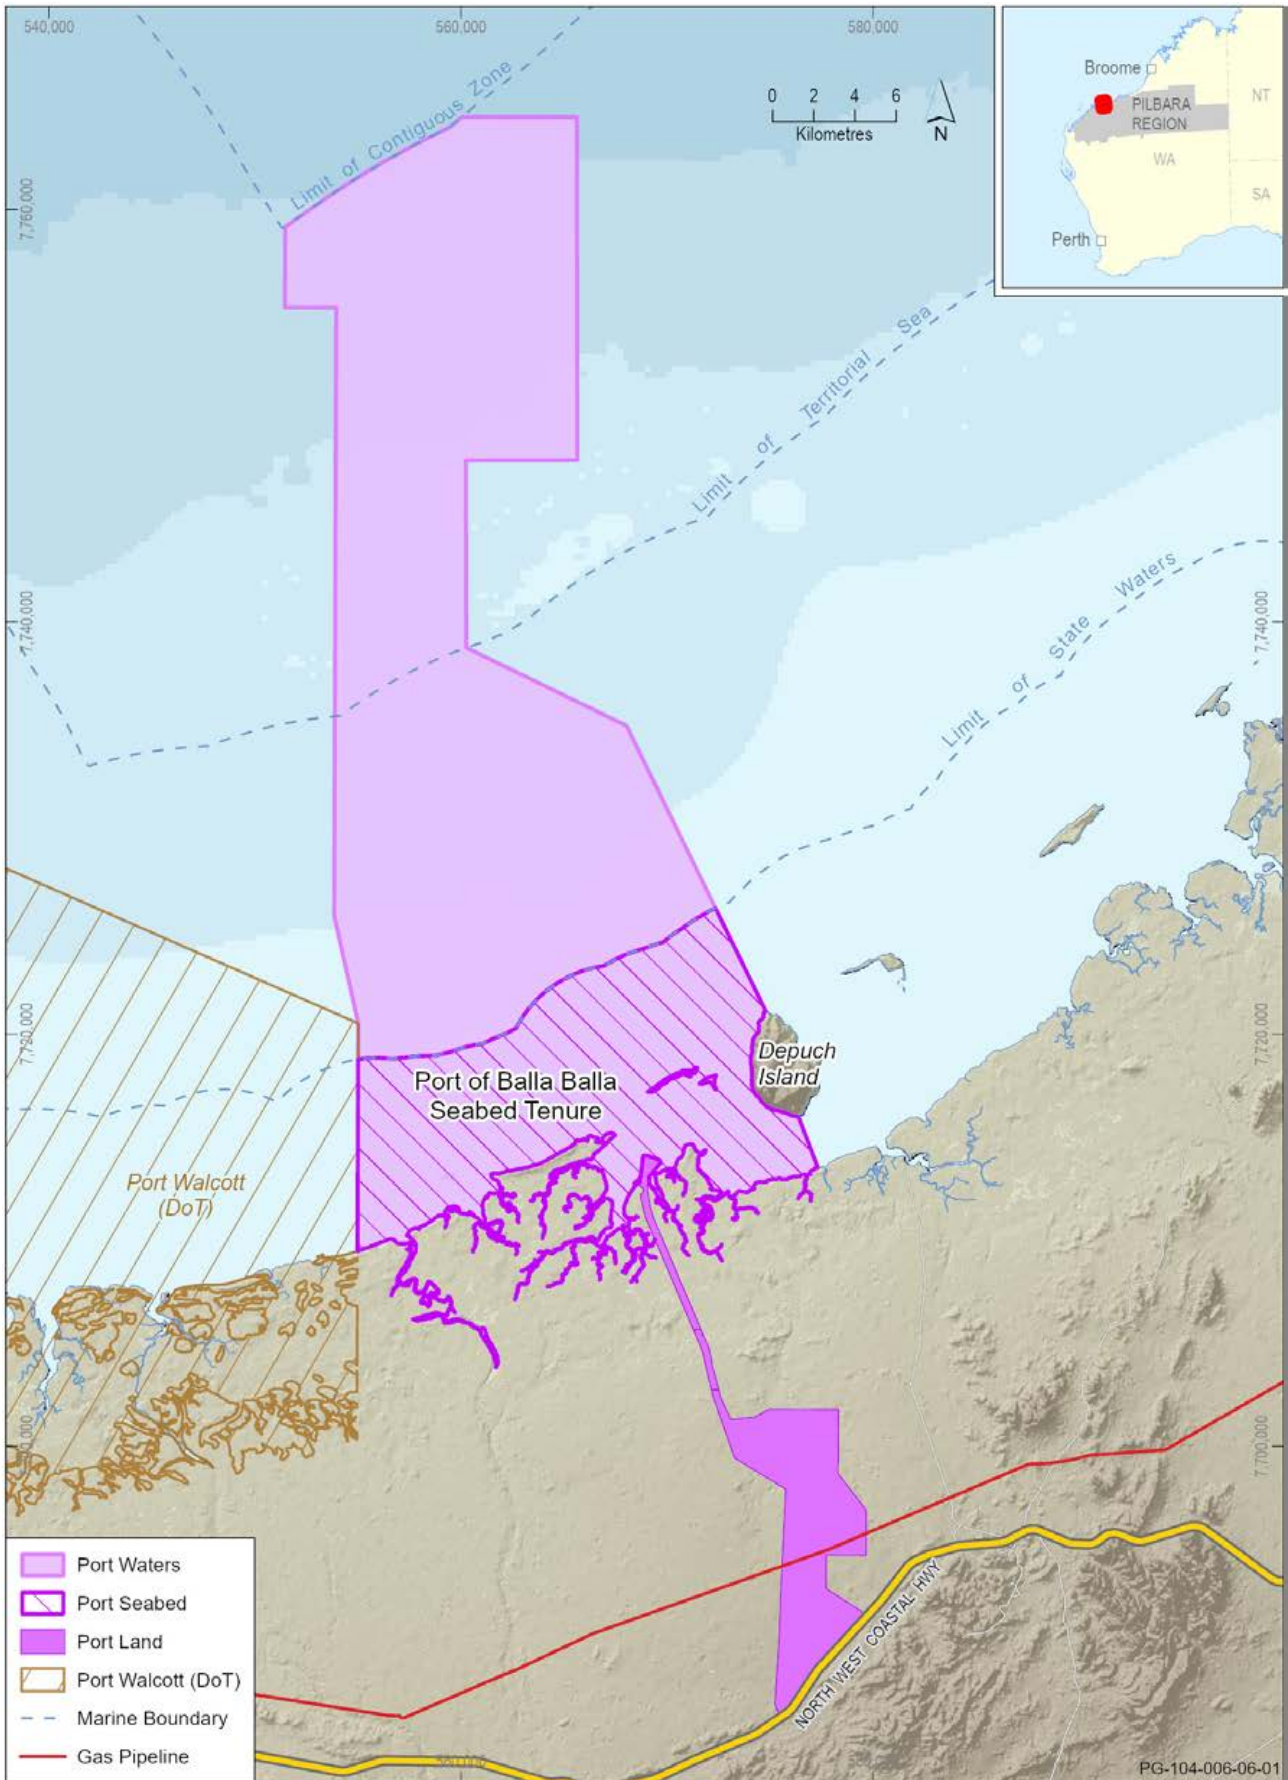 540,000
560,000
580,000
Limit of Contiguous Zone
0 2 4 6
Kilometres
N
Broome
PILBARA
REGION
NT
WA
SA
Perth
7,760,000
Limit of Territorial Sea
7,740,000
7,740,000
Limit of State Waters
7,720,000
7,720,000
Depuch
Island
Port of Balla Balla
Seabed Tenure
Port Walcott
(DoT)
7,700,000
NORTH WEST COASTAL HWY
Port Waters
Port Seabed
Port Land
Port Walcott (DoT)
Marine Boundary
Gas Pipeline
PG-104-006-06-01